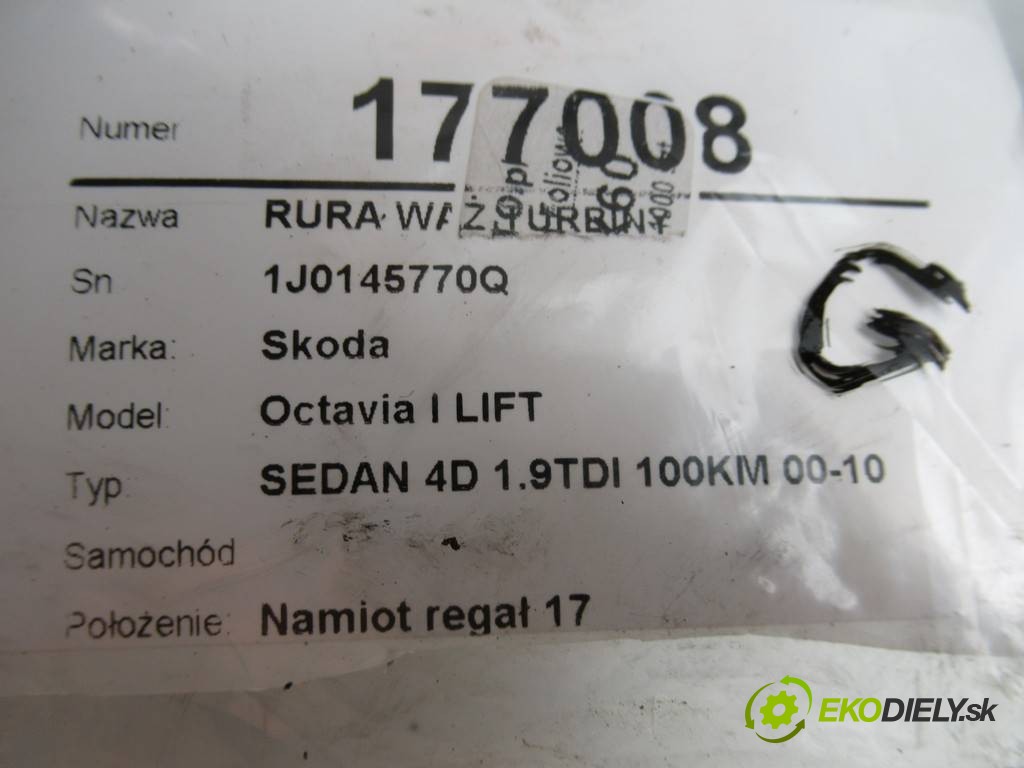 Numer 177008
Nazwa RURA WĄŻ TURBINY
Sn 1J0145770Q
Marka: Skoda
Model: Octavia I LIFT
Typ SEDAN 4D 1.9TDI 100KM 00-10
Samochód
Położenie: Namiot regał 17
G
EKODIELY.sk